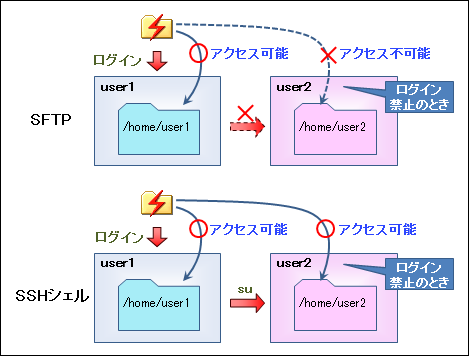 ログイン
アクセス可能
アクセス不可能
SFTP
user1
/home/user1
user2
/home/user2
ログイン
禁止のとき
ログイン
アクセス可能
アクセス可能
SSHシェル
user1
/home/user1
su
user2
/home/user2
ログイン
禁止のとき